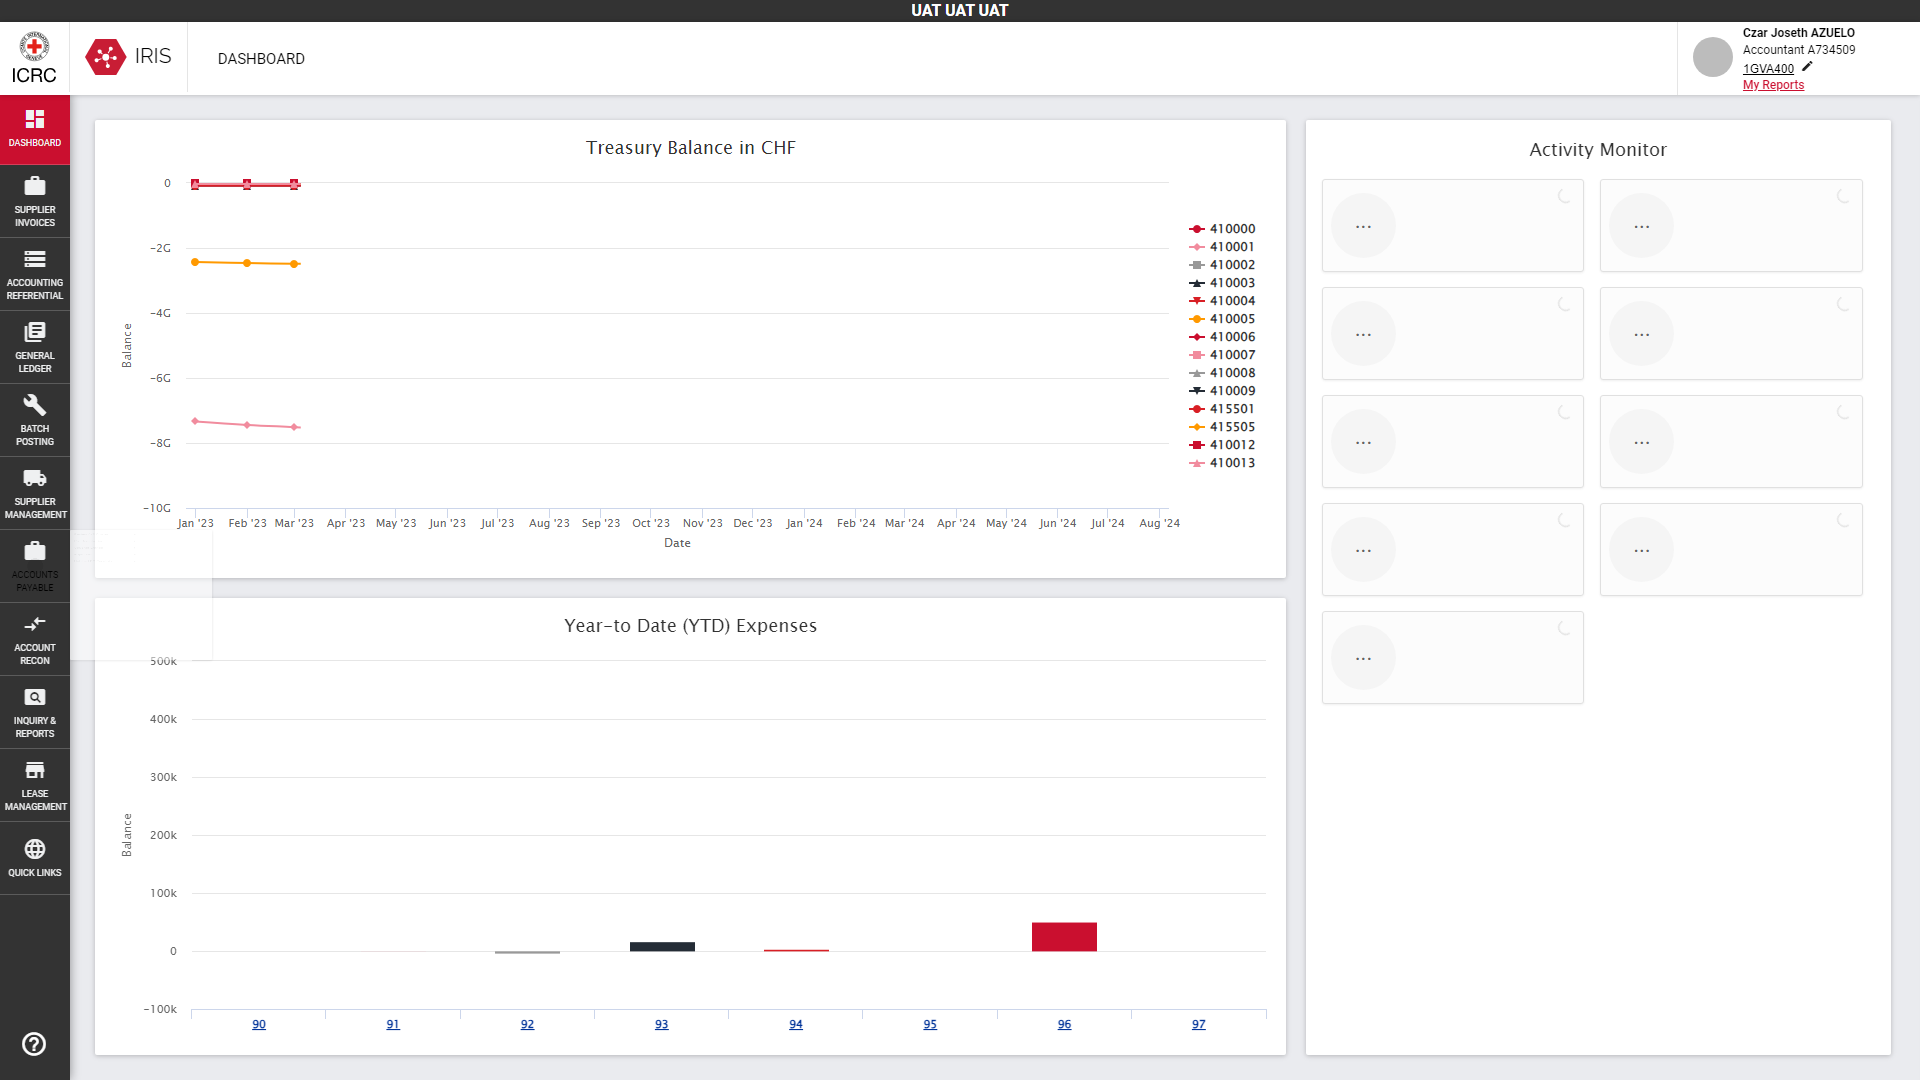 UAT UAT UAT
ICRC
IRIS
DASHBOARD
Czar Joseth AZUELO
Accountant A734509
1GVA400
My Reports
DASHBOARD
SUPPLIER
INVOICES
ACCOUNTING
REFERENTIAL
GENERAL
LEDGER
BATCH
POSTING
SUPPLIER
MANAGEMENT
ACCOUNTS
PAYABLE
ACCOUNT
RECON
INQUIRY &
REPORTS
LEASE
MANAGEMENT
QUICK LINKS
Treasury Balance in CHF
0
−2G
−4G
−6G
−8G
−10G
Balance
Jan '23 Feb '23 Mar '23 Apr '23 May '23 Jun '23 Jul '23 Aug '23 Sep '23 Oct '23 Nov '23 Dec '23 Jan '24 Feb '24 Mar '24 Apr '24 May '24 Jun '24 Jul '24 Aug '24
Date
410000
410001
410002
410003
410004
410005
410006
410007
410008
410009
415501
415505
410012
410013
Year-to Date (YTD) Expenses
500k
400k
300k
200k
100k
0
−100k
Balance
90 91 92 93 94 95 96 97
Activity Monitor
... ...
... ...
... ...
... ...
...